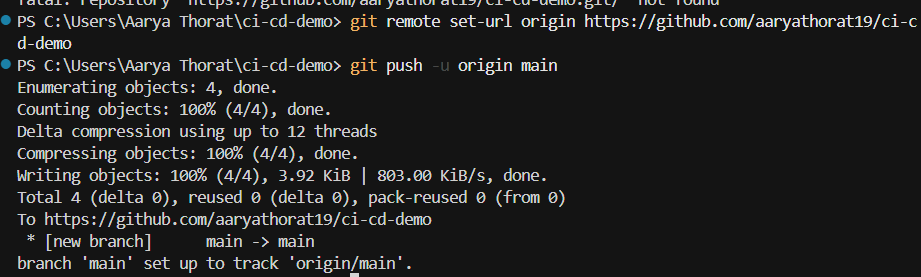 fatal: repository 'https://github.com/aaryathorat19/ci-cd-demo.git/' not found
PS C:\Users\Aarya Thorat\ci-cd-demo> git remote set-url origin https://github.com/aaryathorat19/ci-c
d-demo
PS C:\Users\Aarya Thorat\ci-cd-demo> git push -u origin main
Enumerating objects: 4, done.
Counting objects: 100% (4/4), done.
Delta compression using up to 12 threads
Compressing objects: 100% (4/4), done.
Writing objects: 100% (4/4), 3.92 KiB | 803.00 KiB/s, done.
Total 4 (delta 0), reused 0 (delta 0), pack-reused 0 (from 0)
To https://github.com/aaryathorat19/ci-cd-demo
 * [new branch]      main -> main
branch 'main' set up to track 'origin/main'.